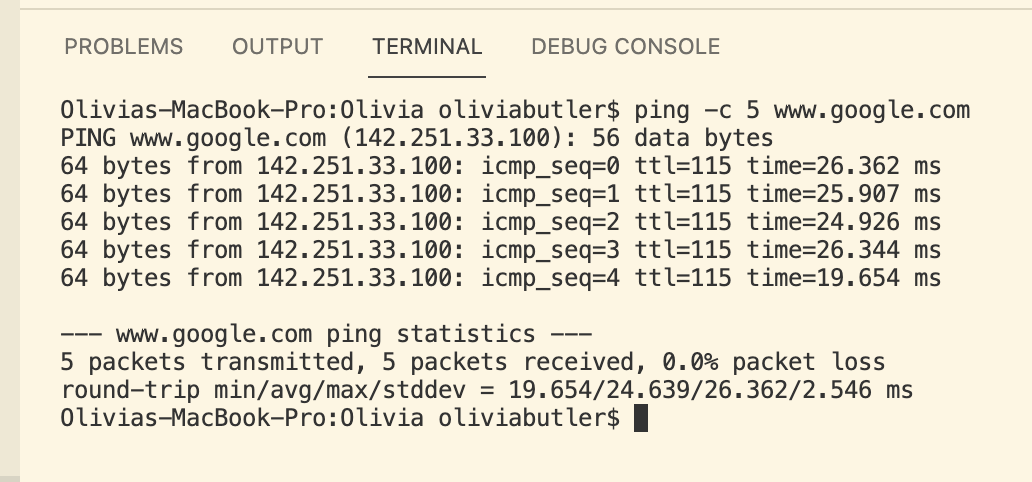 PROBLEMS OUTPUT TERMINAL DEBUG CONSOLE
Olivias-MacBook-Pro:Olivia oliviabutler$ ping -c 5 www.google.com
PING www.google.com (142.251.33.100): 56 data bytes
64 bytes from 142.251.33.100: icmp_seq=0 ttl=115 time=26.362 ms
64 bytes from 142.251.33.100: icmp_seq=1 ttl=115 time=25.907 ms
64 bytes from 142.251.33.100: icmp_seq=2 ttl=115 time=24.926 ms
64 bytes from 142.251.33.100: icmp_seq=3 ttl=115 time=26.344 ms
64 bytes from 142.251.33.100: icmp_seq=4 ttl=115 time=19.654 ms
--- www.google.com ping statistics ---
5 packets transmitted, 5 packets received, 0.0% packet loss
round-trip min/avg/max/stddev = 19.654/24.639/26.362/2.546 ms
Olivias-MacBook-Pro:Olivia oliviabutler$